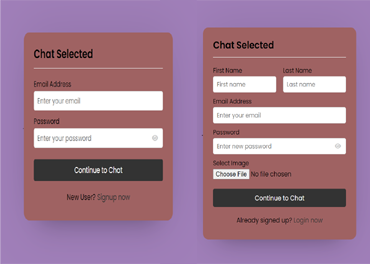 Chat Selected
Email Address
Enter your email
Password
Enter your password
Continue to Chat
New User? Signup now
Chat Selected
First Name Last Name
First name Last name
Email Address
Enter your email
Password
Enter new password
Select Image
Choose File No file chosen
Continue to Chat
Already signed up? Login now